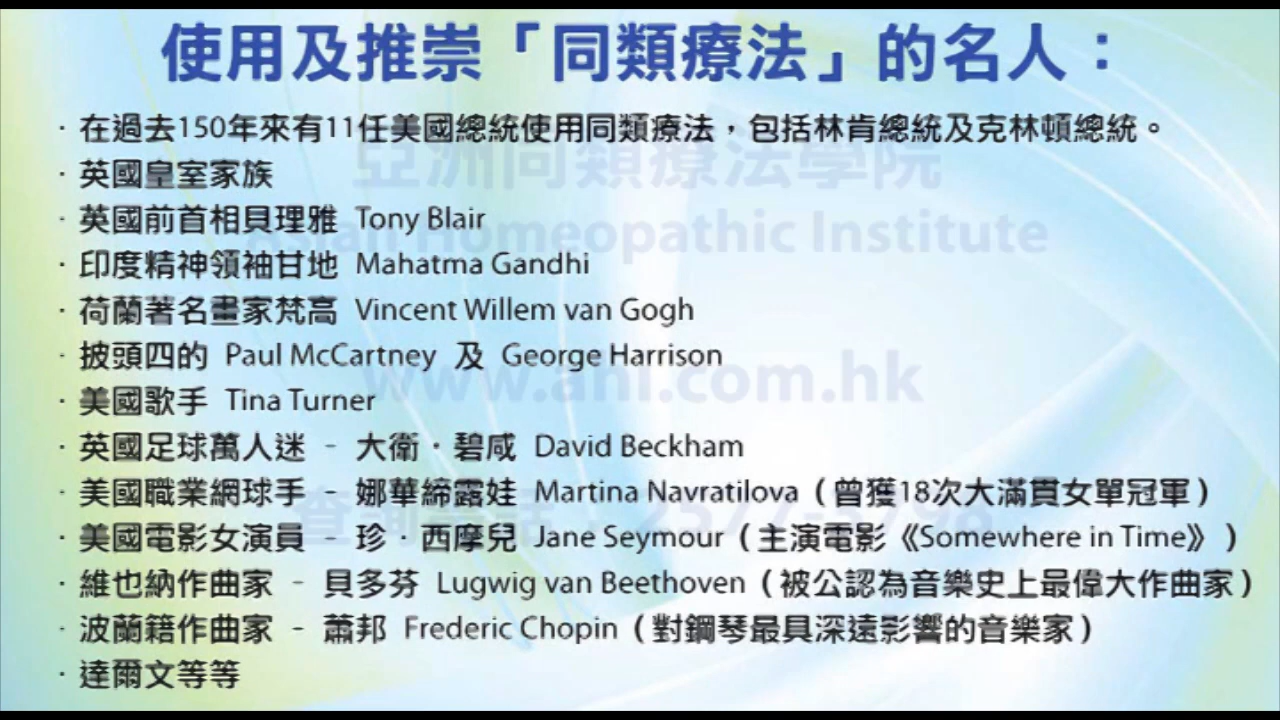 使用及推崇「同類療法」的名人：
· 在過去150年來有11任美國總統使用同類療法，包括林肯總統及克林頓總統。
亞洲同類療法學院
· 英國皇室家族
· 英國前首相貝理雅 Tony Blair
Asian Homeopathic Institute
· 印度精神領袖甘地 Mahatma Gandhi
· 荷蘭著名畫家梵高 Vincent Willem van Gogh
· 披頭四的 Paul McCartney 及 George Harrison
www.ahi.com.hk
· 美國歌手 Tina Turner
· 英國足球萬人迷 - 大衛·碧咸 David Beckham
· 美國職業網球手 - 娜華締露娃 Martina Navratilova（曾獲18次大滿貫女單冠軍）
· 美國電影女演員 - 珍·西摩兒 Jane Seymour（主演電影《Somewhere in Time》）
· 維也納作曲家 - 貝多芬 Lugwig van Beethoven（被公認為音樂史上最偉大作曲家）
· 波蘭籍作曲家 - 蕭邦 Frederic Chopin（對鋼琴最具深遠影響的音樂家）
· 達爾文等等